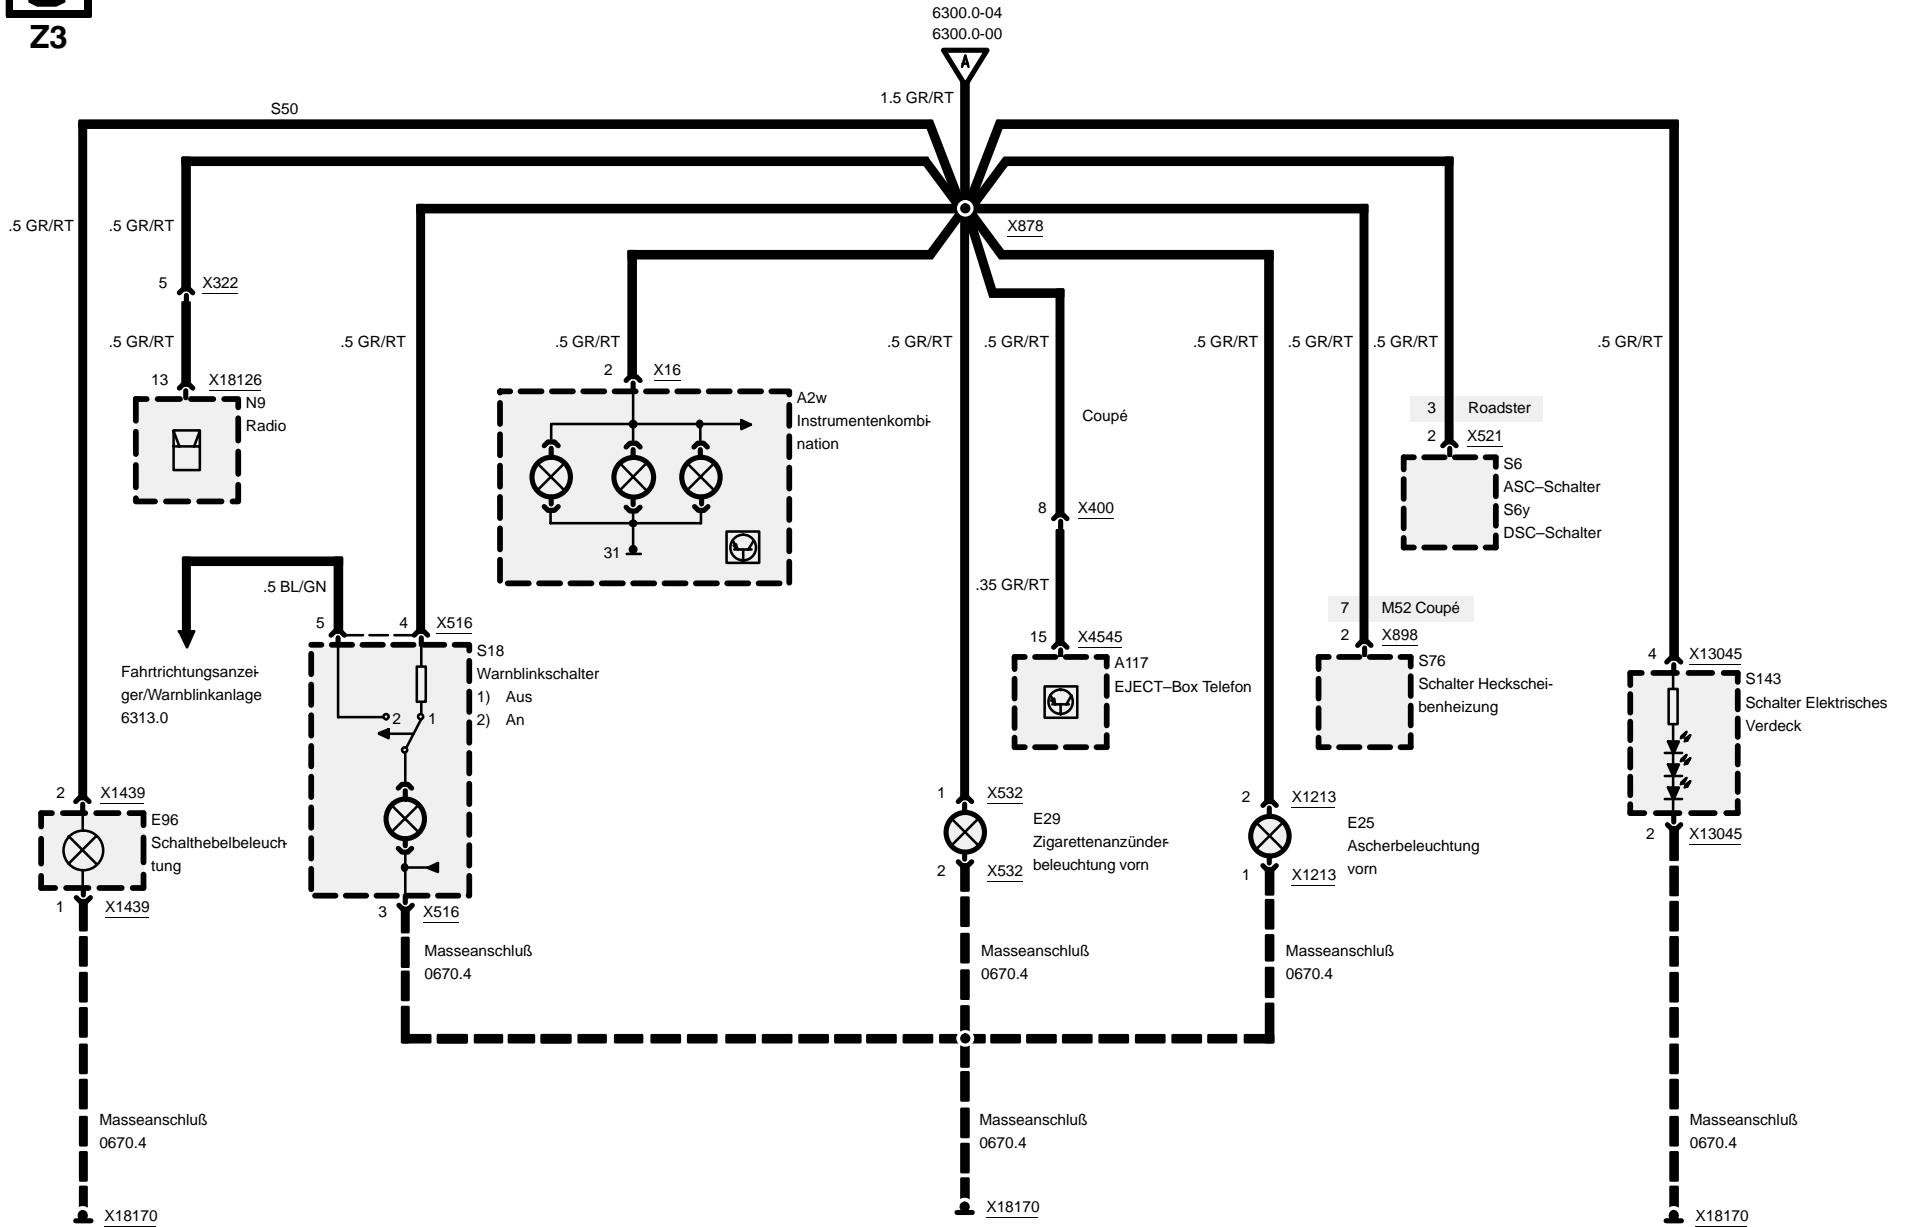 Z3
6300.0-04
6300.0-00
A
1.5 GR/RT
S50
.5 GR/RT
.5 GR/RT
X878
5
X322
.5 GR/RT
.5 GR/RT
.5 GR/RT
.5 GR/RT
.5 GR/RT
.5 GR/RT
.5 GR/RT
.5 GR/RT
.5 GR/RT
13
X18126
N9
Radio
2
X16
A2w
Instrumentenkombi-
nation
31
Coupé
3
Roadster
2
X521
S6
ASC–Schalter
S6y
DSC–Schalter
8
X400
.35 GR/RT
.5 BL/GN
Fahrtrichtungsanzei-
ger/Warnblinkanlage
6313.0
5
4
X516
S18
Warnblinkschalter
1) Aus
2) An
2
1
15
X4545
A117
EJECT–Box Telefon
7
M52 Coupé
2
X898
S76
Schalter Heckschei-
benheizung
4
X13045
S143
Schalter Elektrisches
Verdeck
2
X13045
2
X1439
E96
Schalthebelbeleuch-
tung
1
X1439
3
X516
1
X532
E29
Zigarettenanzünder-
beleuchtung vorn
2
X532
2
X1213
E25
Ascherbeleuchtung
vorn
1
X1213
Masseanschluß
0670.4
Masseanschluß
0670.4
Masseanschluß
0670.4
Masseanschluß
0670.4
Masseanschluß
0670.4
Masseanschluß
0670.4
X18170
X18170
X18170